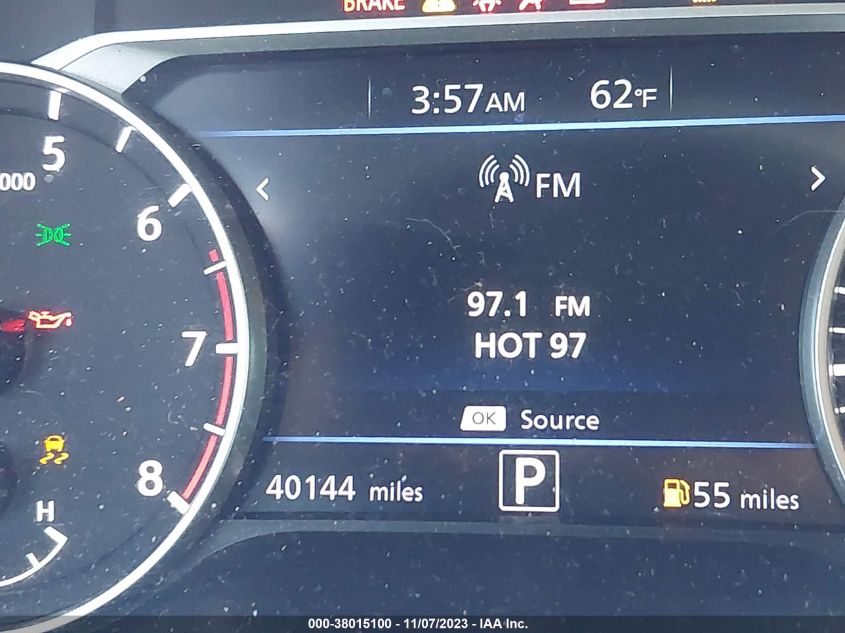 BRAKE
3:57AM 62°F
5
000
FM
6
97.1 FM
7
HOT 97
OK Source
8
40144 miles P 55 miles
H
000-38015100 - 11/07/2023 - IAA Inc.